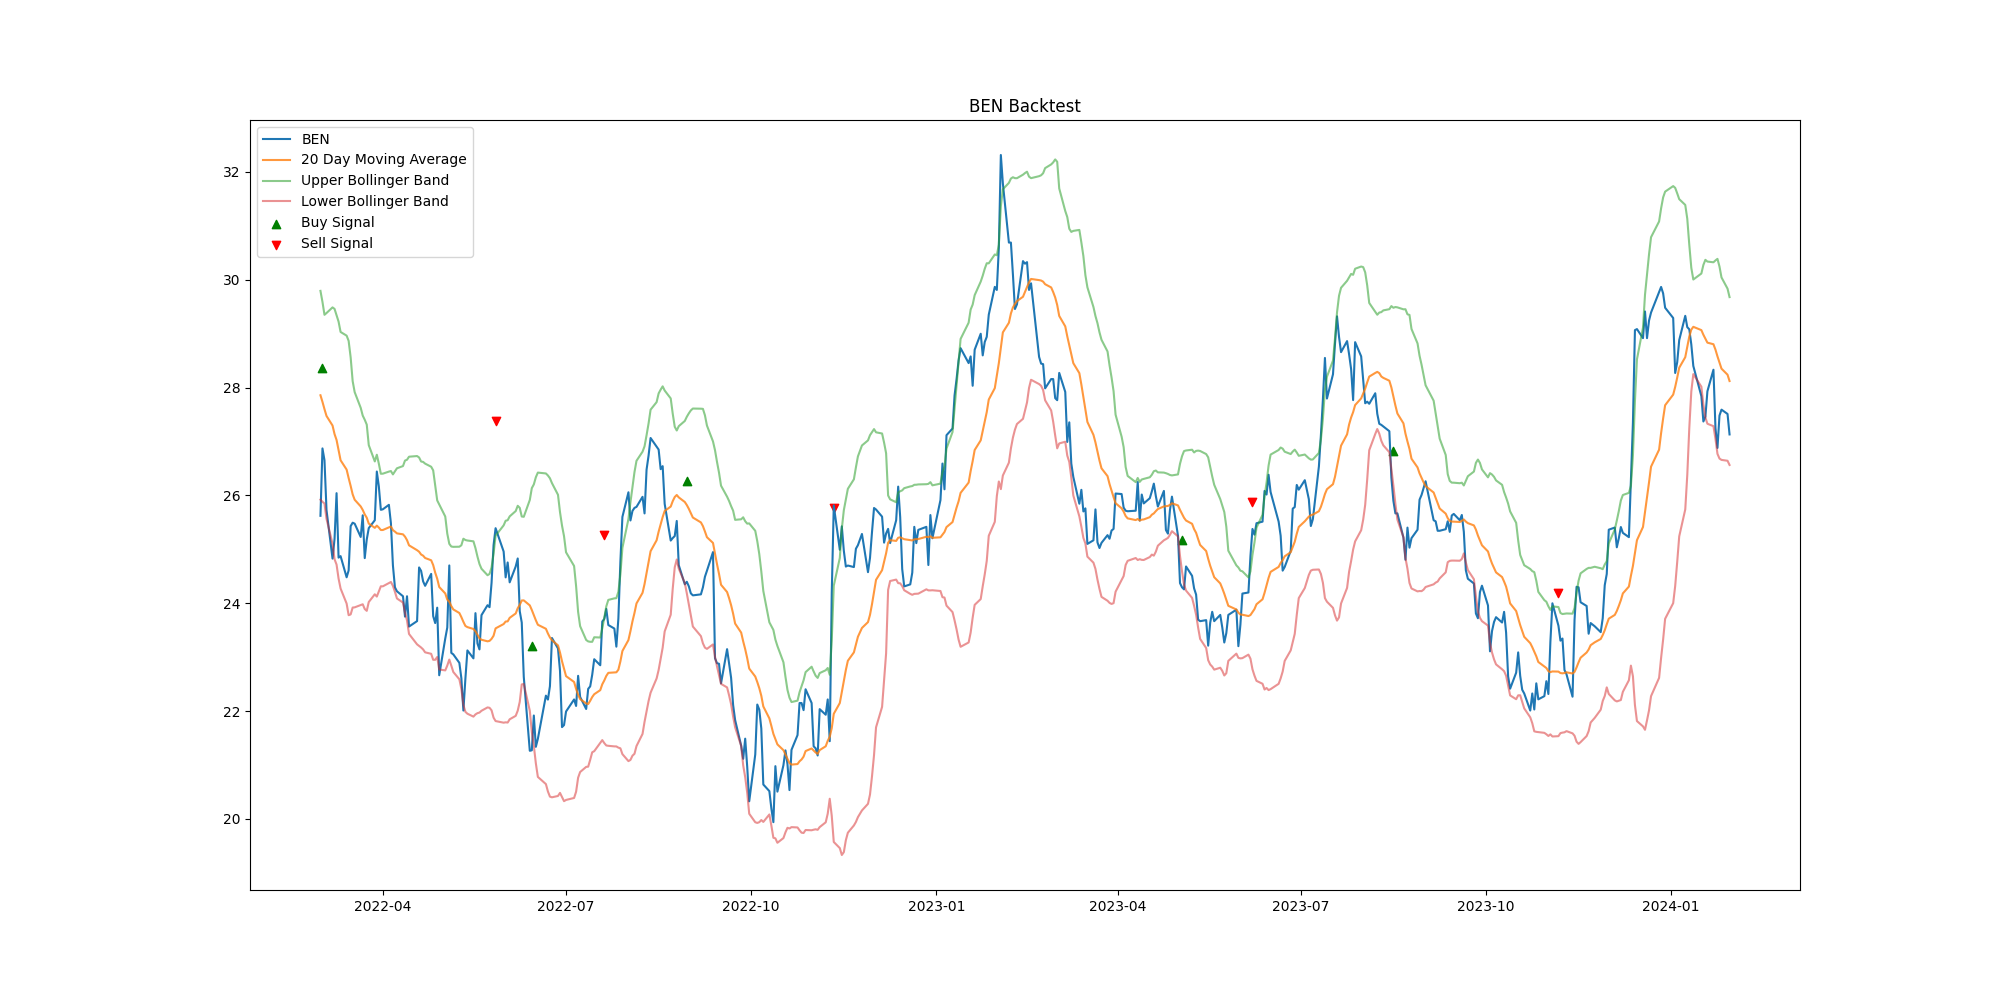 BEN Backtest
BEN
20 Day Moving Average
Upper Bollinger Band
Lower Bollinger Band
Buy Signal
Sell Signal
32
30
28
26
24
22
20
2022-04
2022-07
2022-10
2023-01
2023-04
2023-07
2023-10
2024-01